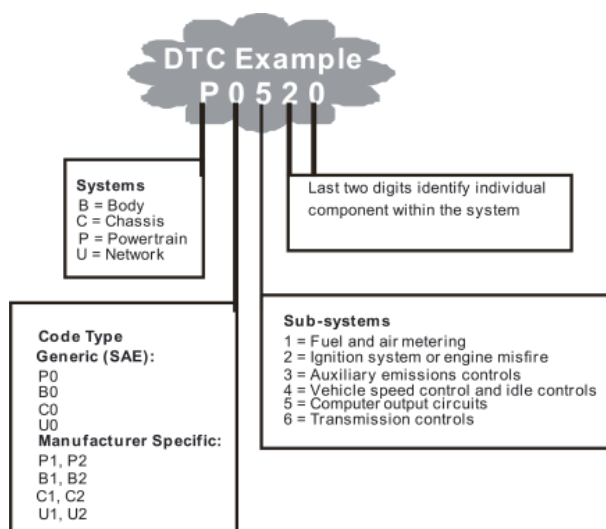 DTC Example
P 0 5 2 0
Systems
B = Body
C = Chassis
P = Powertrain
U = Network
Last two digits identify individual
component within the system
Code Type
Generic (SAE):
P0
B0
C0
U0
Manufacturer Specific:
P1, P2
B1, B2
C1, C2
U1, U2
Sub-systems
1 = Fuel and air metering
2 = Ignition system or engine misfire
3 = Auxiliary emissions controls
4 = Vehicle speed control and idle controls
5 = Computer output circuits
6 = Transmission controls